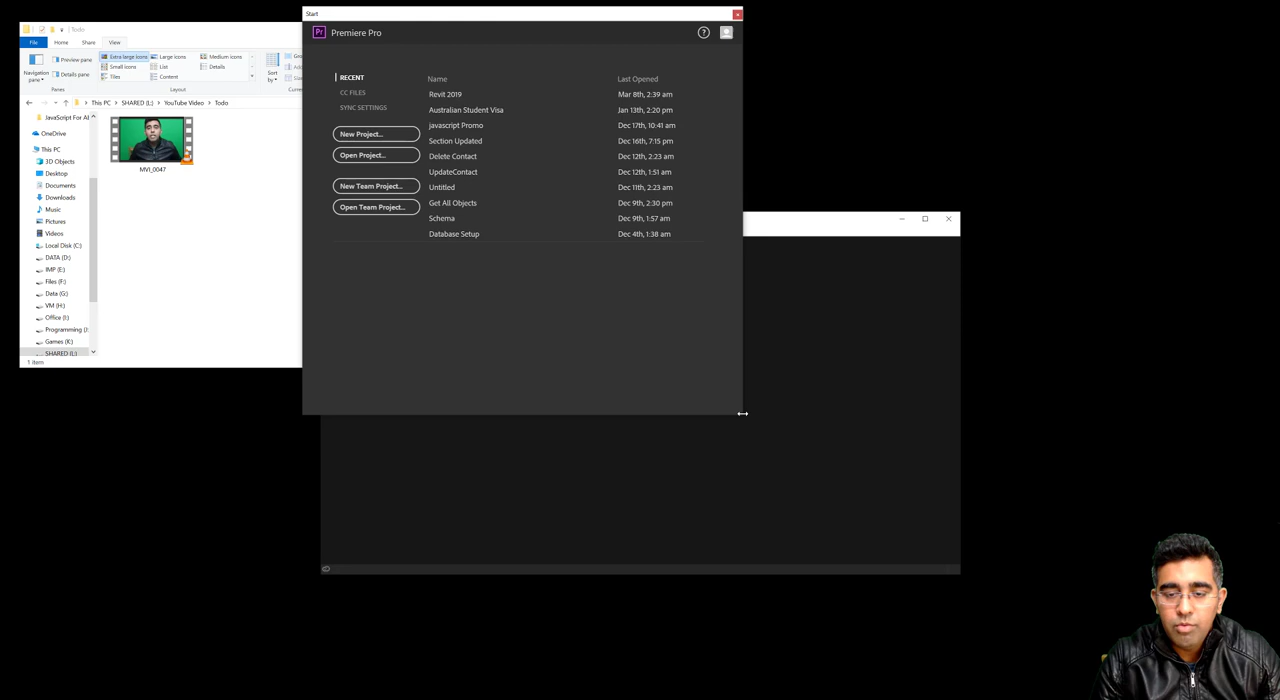 Todo
File Home Share View
Navigation pane
Preview pane
Details pane
Extra large icons Large icons Medium icons
Small icons List Details
Tiles Content
Sort by
Panes Layout
This PC SHARED (L:) YouTube Video Todo
JavaScript For Al
OneDrive
This PC
3D Objects
Desktop
Documents
Downloads
Music
Pictures
Videos
Local Disk (C:)
DATA (D:)
IMP (E:)
Files (F:)
Data (G:)
VM (H:)
Office (I:)
Programming (J:
Games (K:)
SHARED (L:)
1 item
MVI_0047
Start
Pr Premiere Pro
?
RECENT
CC FILES
SYNC SETTINGS
New Project...
Open Project...
New Team Project...
Open Team Project...
Name Last Opened
Revit 2019 Mar 8th, 2:39 am
Australian Student Visa Jan 13th, 2:20 pm
javascript Promo Dec 17th, 10:41 am
Section Updated Dec 16th, 7:15 pm
Delete Contact Dec 12th, 2:23 am
UpdateContact Dec 12th, 1:51 am
Untitled Dec 11th, 2:23 am
Get All Objects Dec 9th, 2:30 pm
Schema Dec 9th, 1:57 am
Database Setup Dec 4th, 1:38 am